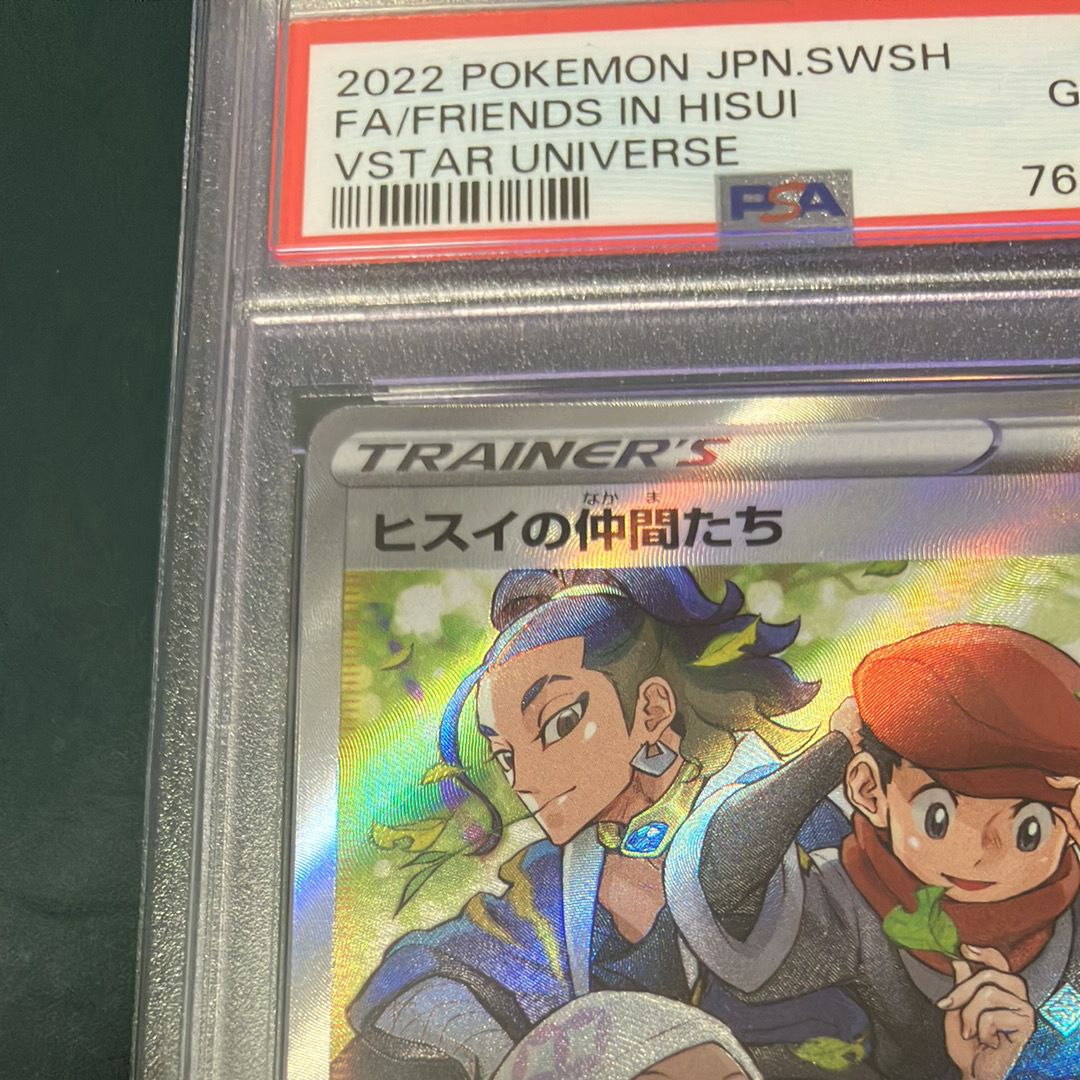 2022 POKEMON JPN.SWSH
FA/FRIENDS IN HISUI
G
VSTAR UNIVERSE
76
PSA
TRAINER'S
なかま
ヒスイの仲間たち